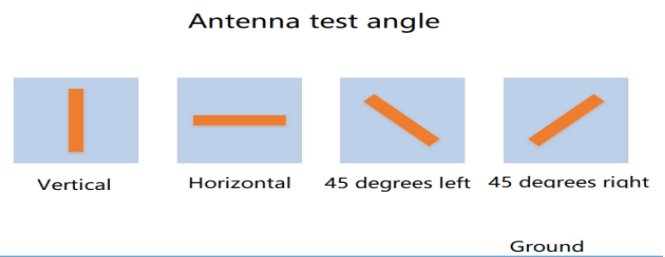 Antenna test angle
Vertical
Horizontal
45 degrees left
45 degrees right
Ground